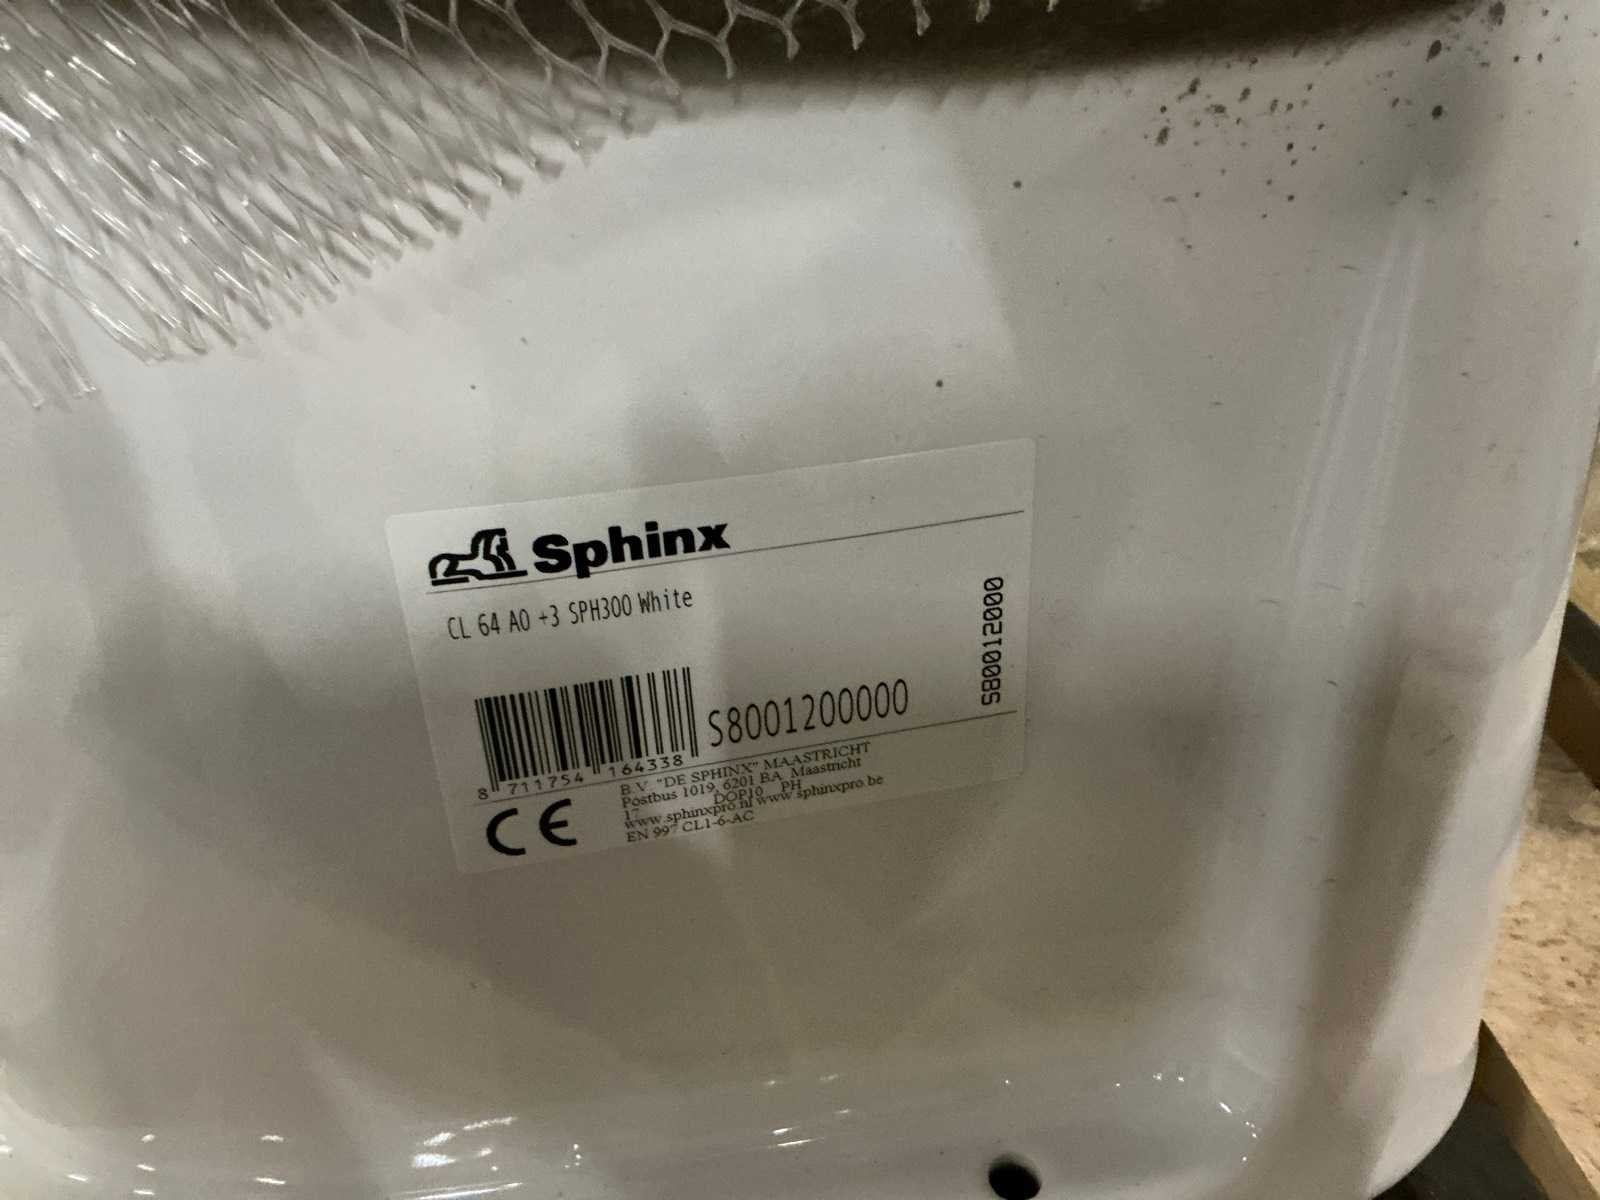 Sphinx
CL 64 AO +3 SPH300 White
S80012000
S8001200000
8 711754 164338
B.V. "DE SPHINX" MAASTRICHT
Postbus 1019, 6201 BA Maastricht
17 DOP10 PH
www.sphinxpro.nl www.sphinxpro.be
EN 997 CL1-6-AC
CE